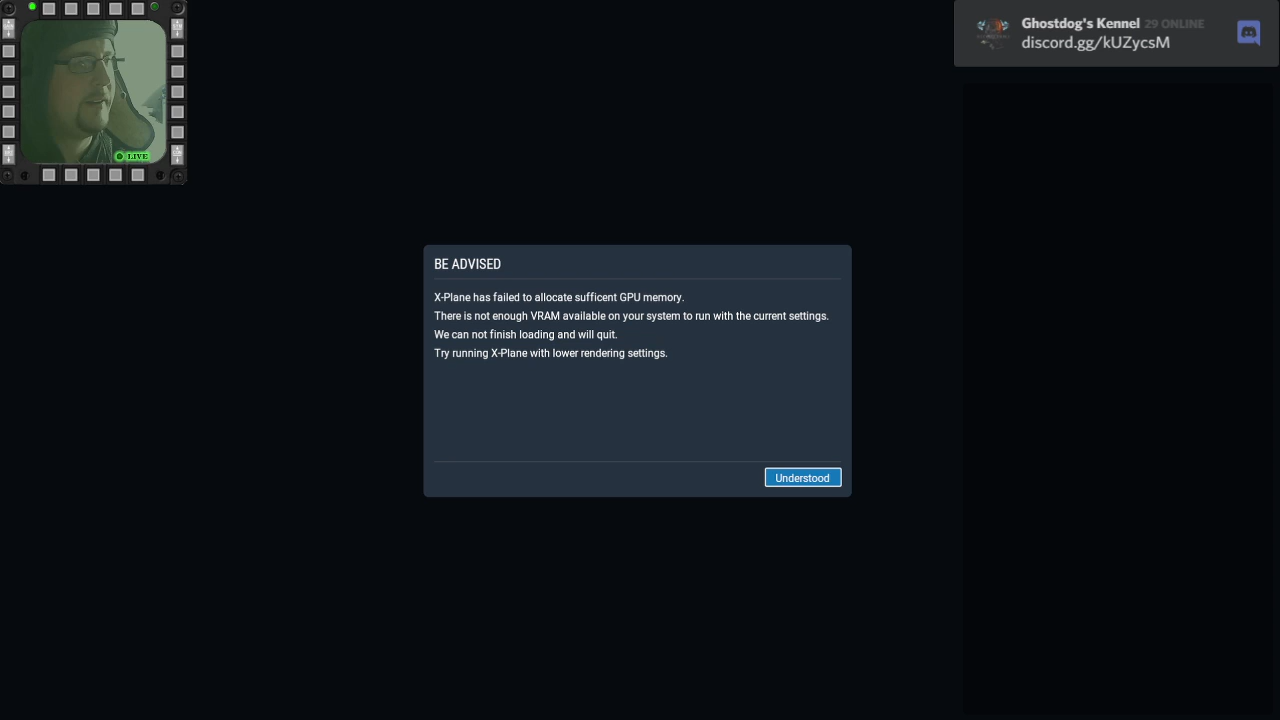 Ghostdog's Kennel 29 ONLINE
discord.gg/kUZycsM
LIVE
BE ADVISED
X-Plane has failed to allocate sufficent GPU memory.
There is not enough VRAM available on your system to run with the current settings.
We can not finish loading and will quit.
Try running X-Plane with lower rendering settings.
Understood